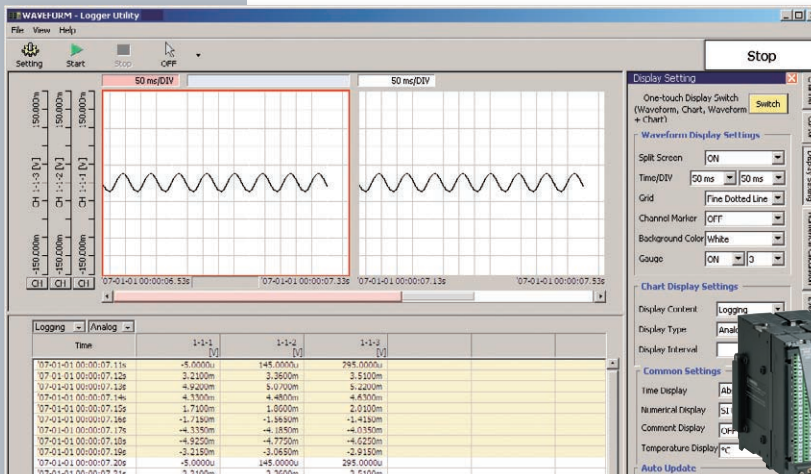 WAVEFORM - Logger Utility
File View Help
Setting Start Stop OFF
Stop
50 ms/DIV 50 ms/DIV
150.000m 150.000m 150.000m
CH 1-1-3 [V] CH 1-1-2 [V] CH 1-1-1 [V]
-150.000m -150.000m -150.000m
CH CH CH
'07-01-01 00:00:06.53s '07-01-01 00:00:07.33s '07-01-01 00:00:07.13s '07-01-01 00:00:07.53s
Logging Analog
Time 1-1-1 [V] 1-1-2 [V] 1-1-3 [V]
'07-01-01 00:00:07.11s -5.0000u 145.0000u 295.0000u
'07-01-01 00:00:07.12s 3.2100m 3.3600m 3.5100m
'07-01-01 00:00:07.13s 4.9200m 5.0700m 5.2200m
'07-01-01 00:00:07.14s 4.3300m 4.4800m 4.6300m
'07-01-01 00:00:07.15s 1.7100m 1.8600m 2.0100m
'07-01-01 00:00:07.16s -1.7150m -1.5650m -1.4150m
'07-01-01 00:00:07.17s -4.3350m -4.1850m -4.0350m
'07-01-01 00:00:07.18s -4.9250m -4.7750m -4.6250m
'07-01-01 00:00:07.19s -3.2150m -3.0650m -2.9150m
'07-01-01 00:00:07.20s -5.0000u 145.0000u 295.0000u
Display Setting
One-touch Display Switch
(Waveform, Chart, Waveform
+ Chart)
Switch
Waveform Display Settings
Split Screen ON
Time/DIV 50 ms 50 ms
Grid Fine Dotted Line
Channel Marker OFF
Background Color White
Gauge ON 3
Chart Display Settings
Display Content Logging
Display Type
Display Interval
Common Settings
Time Display
Numerical Display
Comment Display
Temperature Display °C
Auto Update
Display Setting